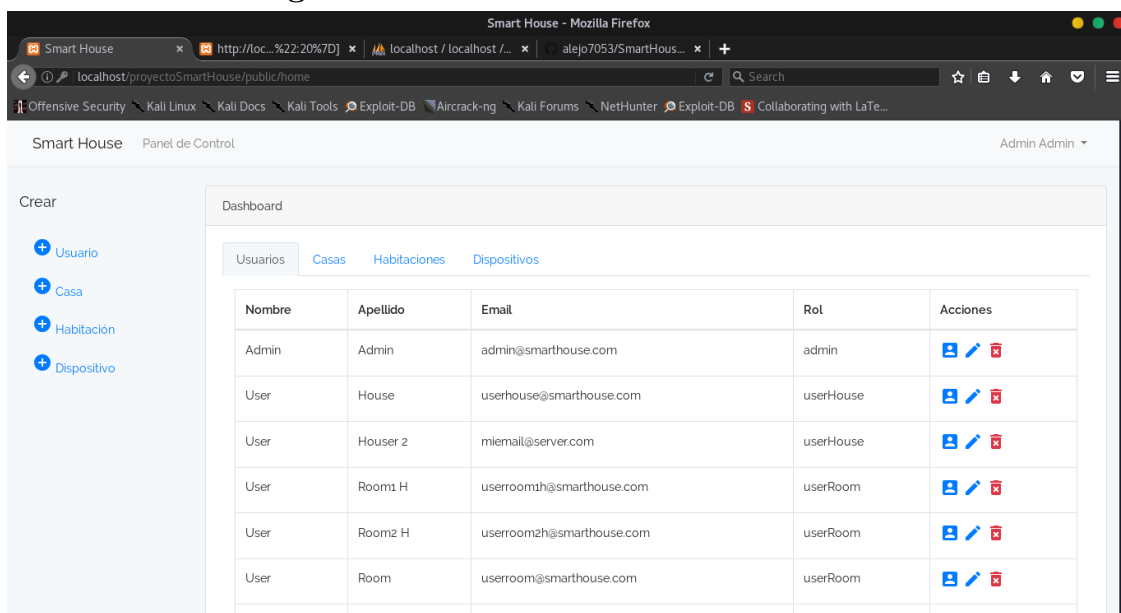 Smart House - Mozilla Firefox
Smart House × http://loc...%22:20%7D] × localhost / localhost /... × alejo7053/SmartHous... × +
localhost/proyectoSmartHouse/public/home Search
Offensive Security Kali Linux Kali Docs Kali Tools Exploit-DB Aircrack-ng Kali Forums NetHunter Exploit-DB S Collaborating with LaTe...
Smart House Panel de Control Admin Admin
Crear
Usuario
Casa
Habitación
Dispositivo
Dashboard
Usuarios Casas Habitaciones Dispositivos
Nombre Apellido Email Rol Acciones
Admin Admin admin@smarthouse.com admin
User House userhouse@smarthouse.com userHouse
User Houser 2 miemail@server.com userHouse
User Room1 H userroom1h@smarthouse.com userRoom
User Room2 H userroom2h@smarthouse.com userRoom
User Room userroom@smarthouse.com userRoom